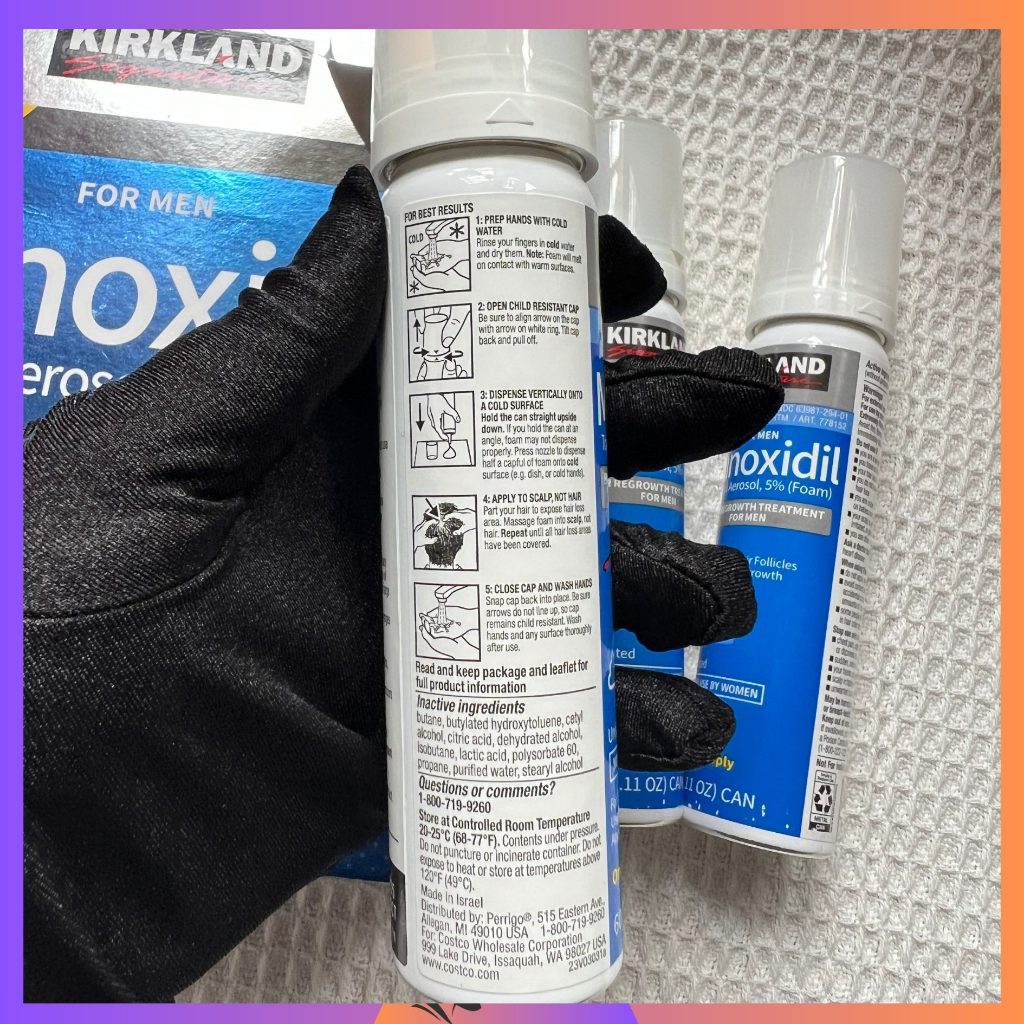 KIRKLAND
Signature
FOR MEN
noxi
FOR BEST RESULTS
COLD
1: PREP HANDS WITH COLD
WATER
Rinse your fingers in cold water
and dry them. Note: Foam will melt
on contact with warm surfaces.
2: OPEN CHILD RESISTANT CAP
Be sure to align arrow on the cap
with arrow on white ring. Tilt cap
back and pull off.
3: DISPENSE VERTICALLY ONTO
A COLD SURFACE
Hold the can straight upside
down. If you hold the can at an
angle, foam may not dispense
properly. Press nozzle to dispense
half a capful of foam onto cold
surface (e.g. dish, or cold hands).
4: APPLY TO SCALP, NOT HAIR
Part your hair to expose hair loss
area. Massage foam into scalp, not
hair. Repeat until all hair loss areas
have been covered.
5: CLOSE CAP AND WASH HANDS
Snap cap back into place. Be sure
arrows do not line up, so cap
remains child resistant. Wash
hands and any surface thoroughly
after use.
Read and keep package and leaflet for
full product information
Inactive ingredients
butane, butylated hydroxytoluene, cetyl
alcohol, citric acid, dehydrated alcohol,
isobutane, lactic acid, polysorbate 60,
propane, purified water, stearyl alcohol
Questions or comments?
1-800-719-9260
Store at Controlled Room Temperature
20-25°C (68-77°F). Contents under pressure.
Do not puncture or incinerate container. Do not
expose to heat or store at temperatures above
120°F (49°C).
Made in Israel
Distributed by: Perrigo®, 515 Eastern Ave.,
Allegan, MI 49010 USA 1-800-719-9260
For: Costco Wholesale Corporation
999 Lake Drive, Issaquah, WA 98027 USA
www.costco.com 23V03031a
KIRKLAN
FOR MEN
.11 OZ) CAN
LAND
NDC 63981-294-01
ITM. / ART. 778152
MEN
noxidil
Aerosol, 5% (Foam)
REGROWTH TREATMENT
FOR MEN
ir Follicles
rowth
USE BY WOMEN
11 OZ) CAN
METAL
CAN